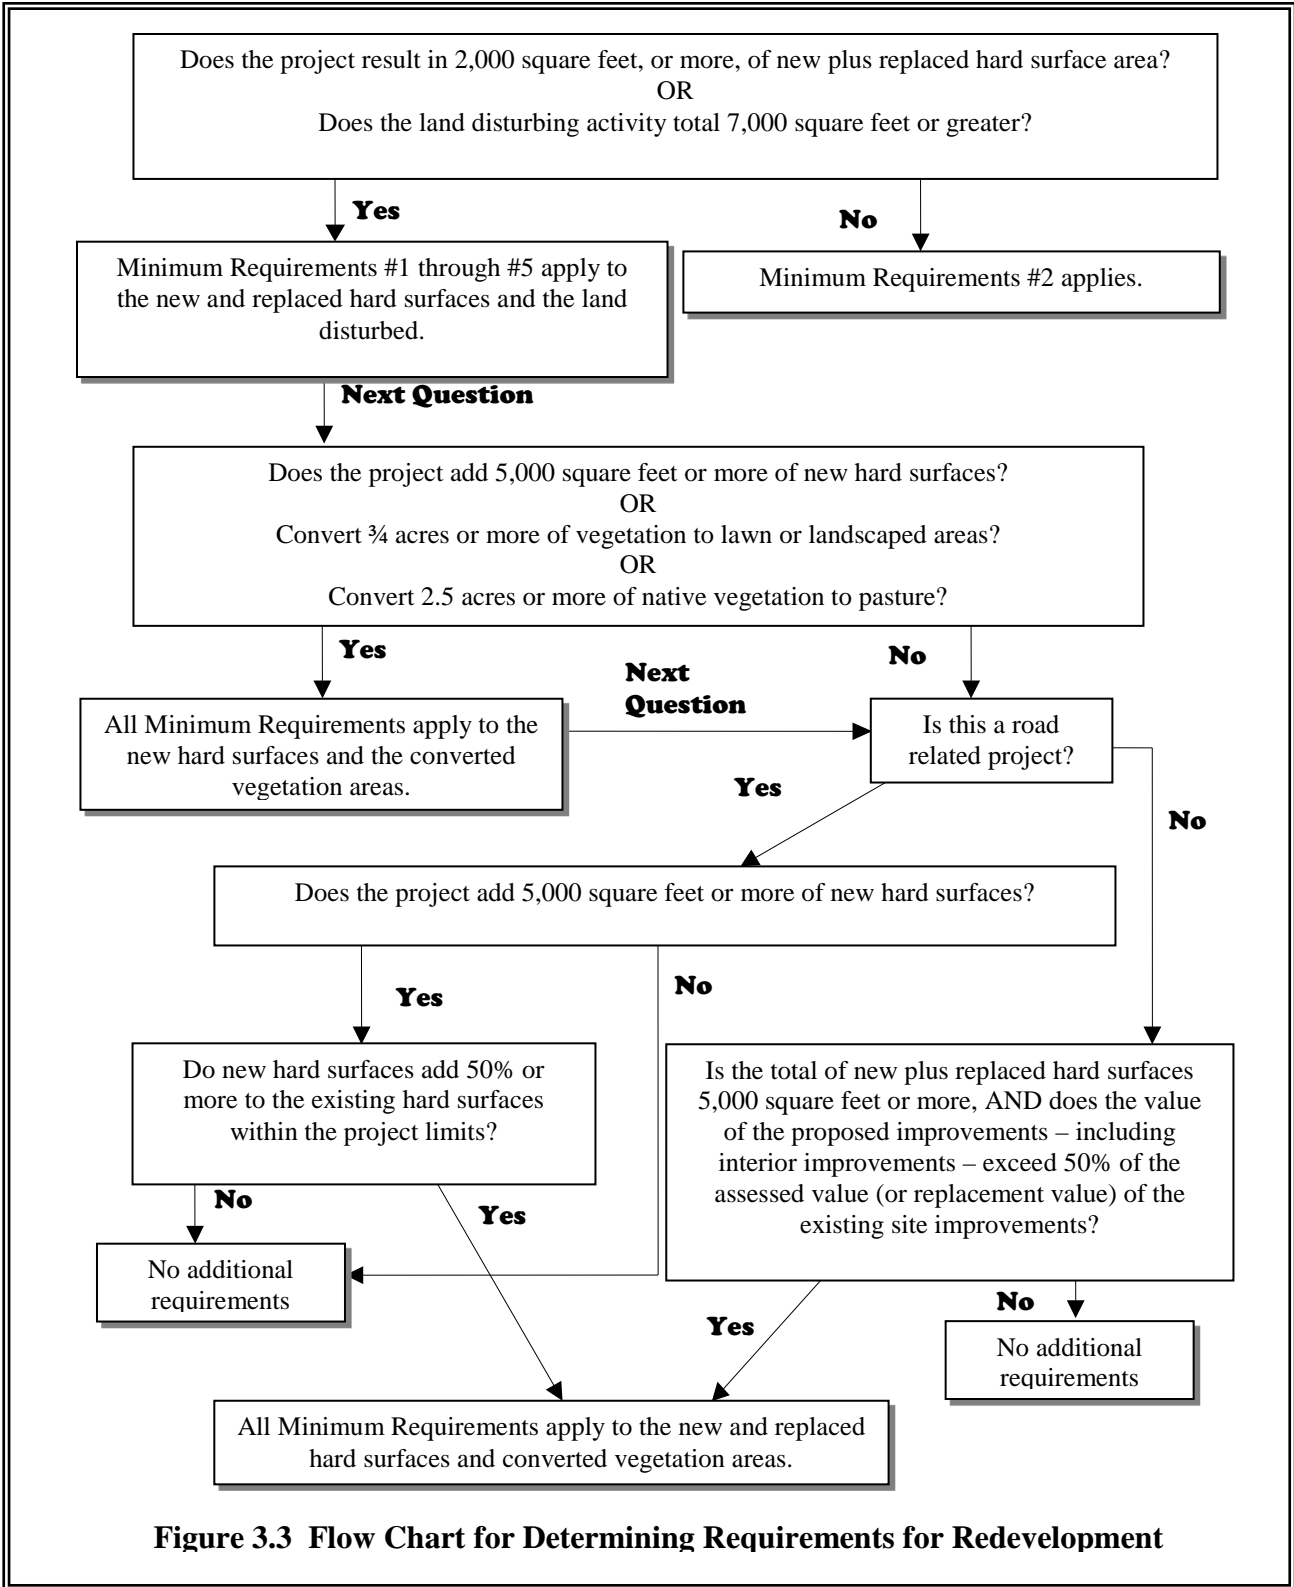 Does the project result in 2,000 square feet, or more, of new plus replaced hard surface area?
OR
Does the land disturbing activity total 7,000 square feet or greater?
Yes
No
Minimum Requirements #1 through #5 apply to
the new and replaced hard surfaces and the land
disturbed.
Minimum Requirements #2 applies.
Next Question
Does the project add 5,000 square feet or more of new hard surfaces?
OR
Convert ¾ acres or more of vegetation to lawn or landscaped areas?
OR
Convert 2.5 acres or more of native vegetation to pasture?
Yes
No
Next
Question
All Minimum Requirements apply to the
new hard surfaces and the converted
vegetation areas.
Is this a road
related project?
Yes
No
Does the project add 5,000 square feet or more of new hard surfaces?
Yes
No
Do new hard surfaces add 50% or
more to the existing hard surfaces
within the project limits?
Is the total of new plus replaced hard surfaces
5,000 square feet or more, AND does the value
of the proposed improvements – including
interior improvements – exceed 50% of the
assessed value (or replacement value) of the
existing site improvements?
No
Yes
No additional
requirements
No
Yes
No additional
requirements
All Minimum Requirements apply to the new and replaced
hard surfaces and converted vegetation areas.
Figure 3.3 Flow Chart for Determining Requirements for Redevelopment